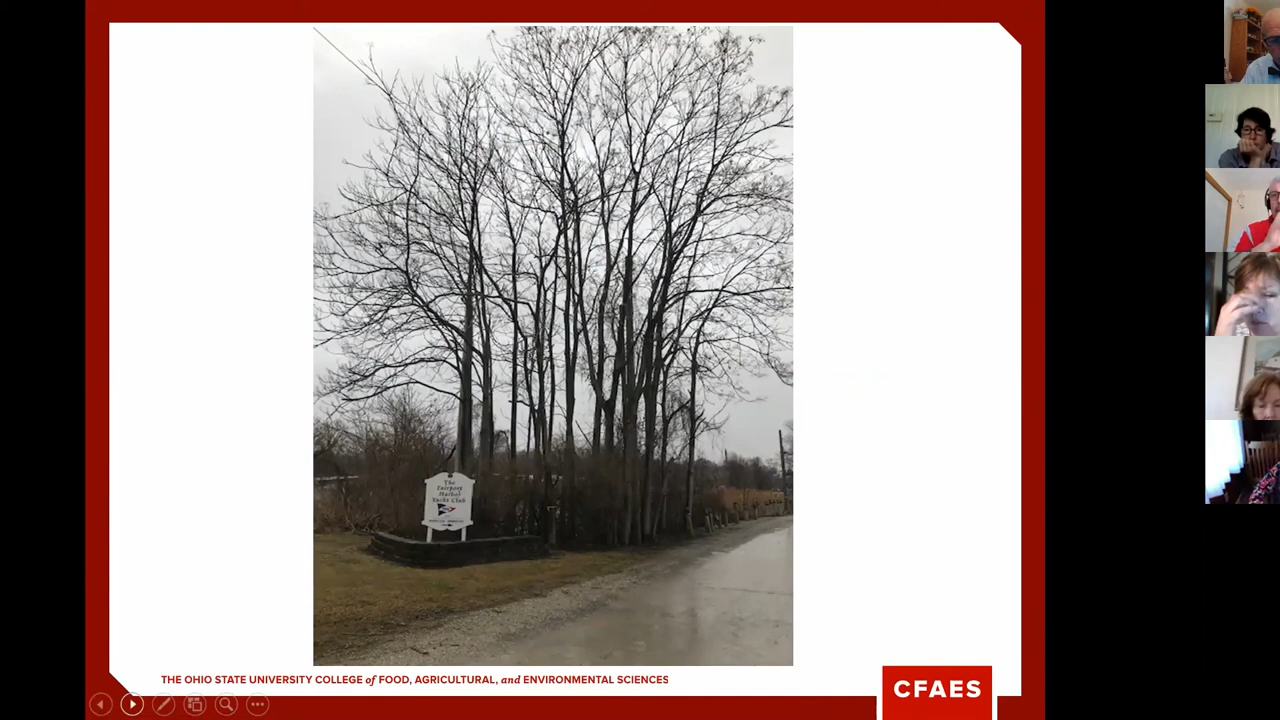 The
Fairport
Harbor
Yacht Club
THE OHIO STATE UNIVERSITY COLLEGE of FOOD, AGRICULTURAL, and ENVIRONMENTAL SCIENCES
CFAES